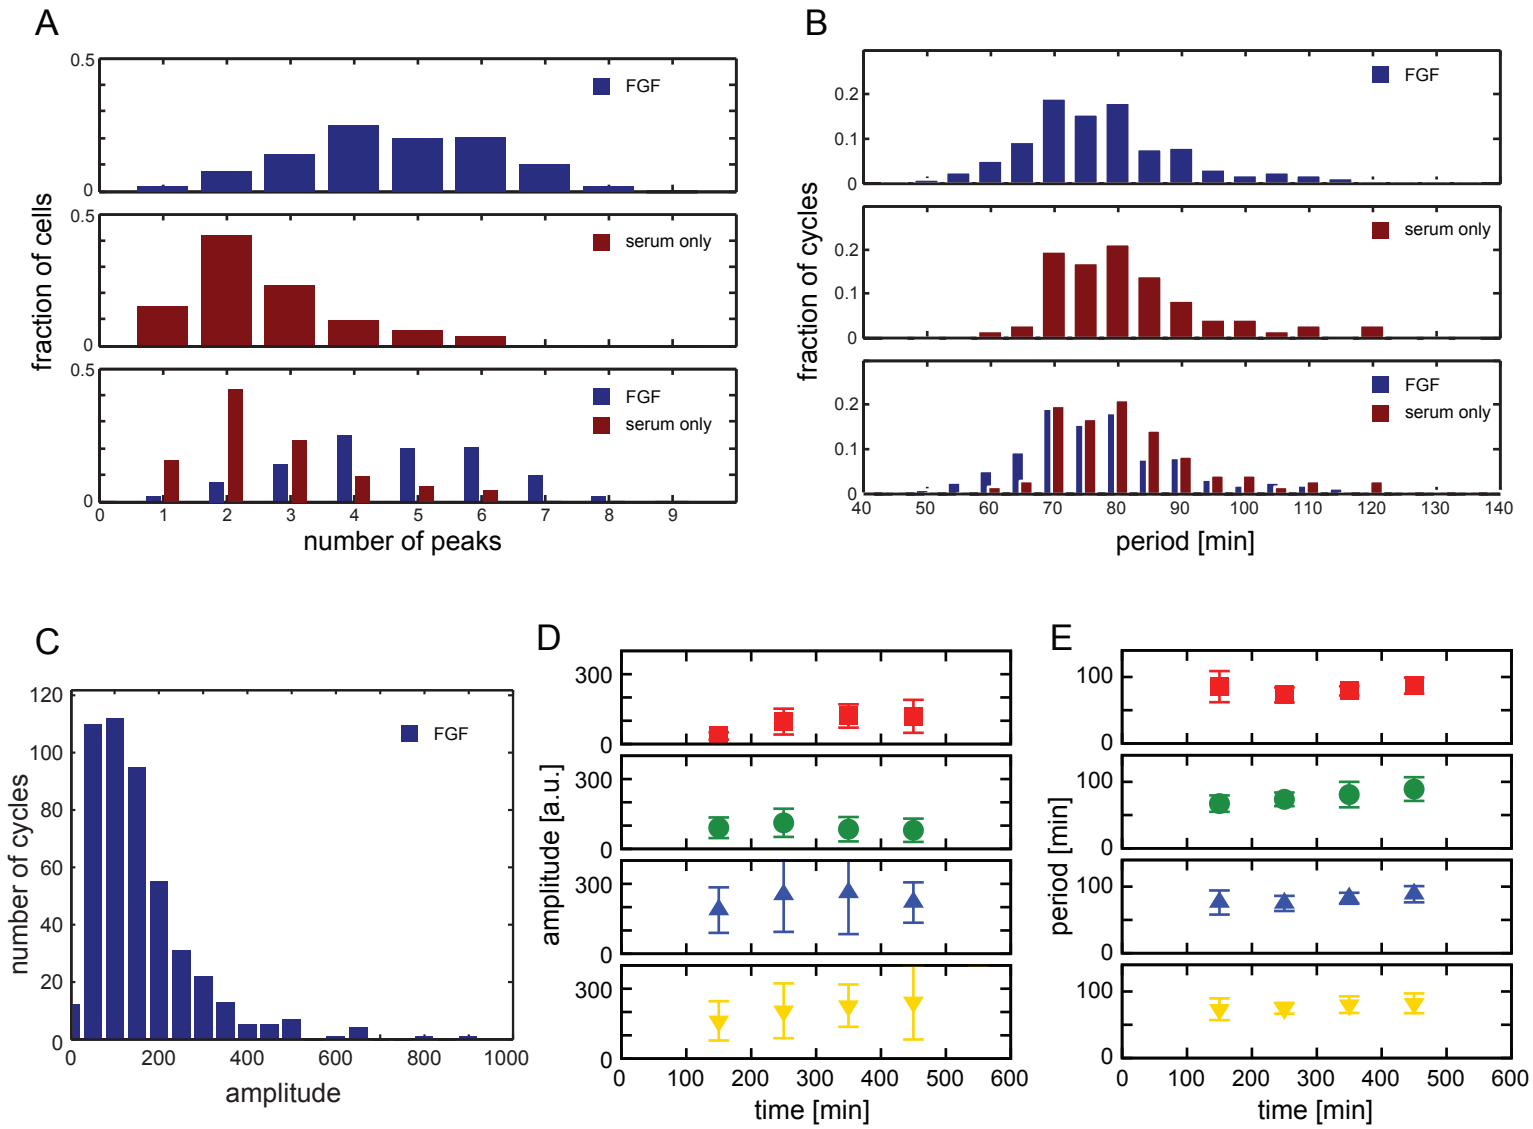 A
0.5
FGF
0
0.5
serum only
0
0.5
FGF
serum only
0
0 1 2 3 4 5 6 7 8 9
fraction of cells
number of peaks
B
FGF
0.2
0.1
0
serum only
0.2
0.1
0
FGF
serum only
0.2
0.1
0
40 50 60 70 80 90 100 110 120 130 140
fraction of cycles
period [min]
C
120
100
80
60
40
20
0
FGF
0 200 400 600 800 1000
number of cycles
amplitude
D
300
0
300
0
300
0
300
0
0 100 200 300 400 500 600
amplitude [a.u.]
time [min]
E
100
0
100
0
100
0
100
0
0 100 200 300 400 500 600
period [min]
time [min]